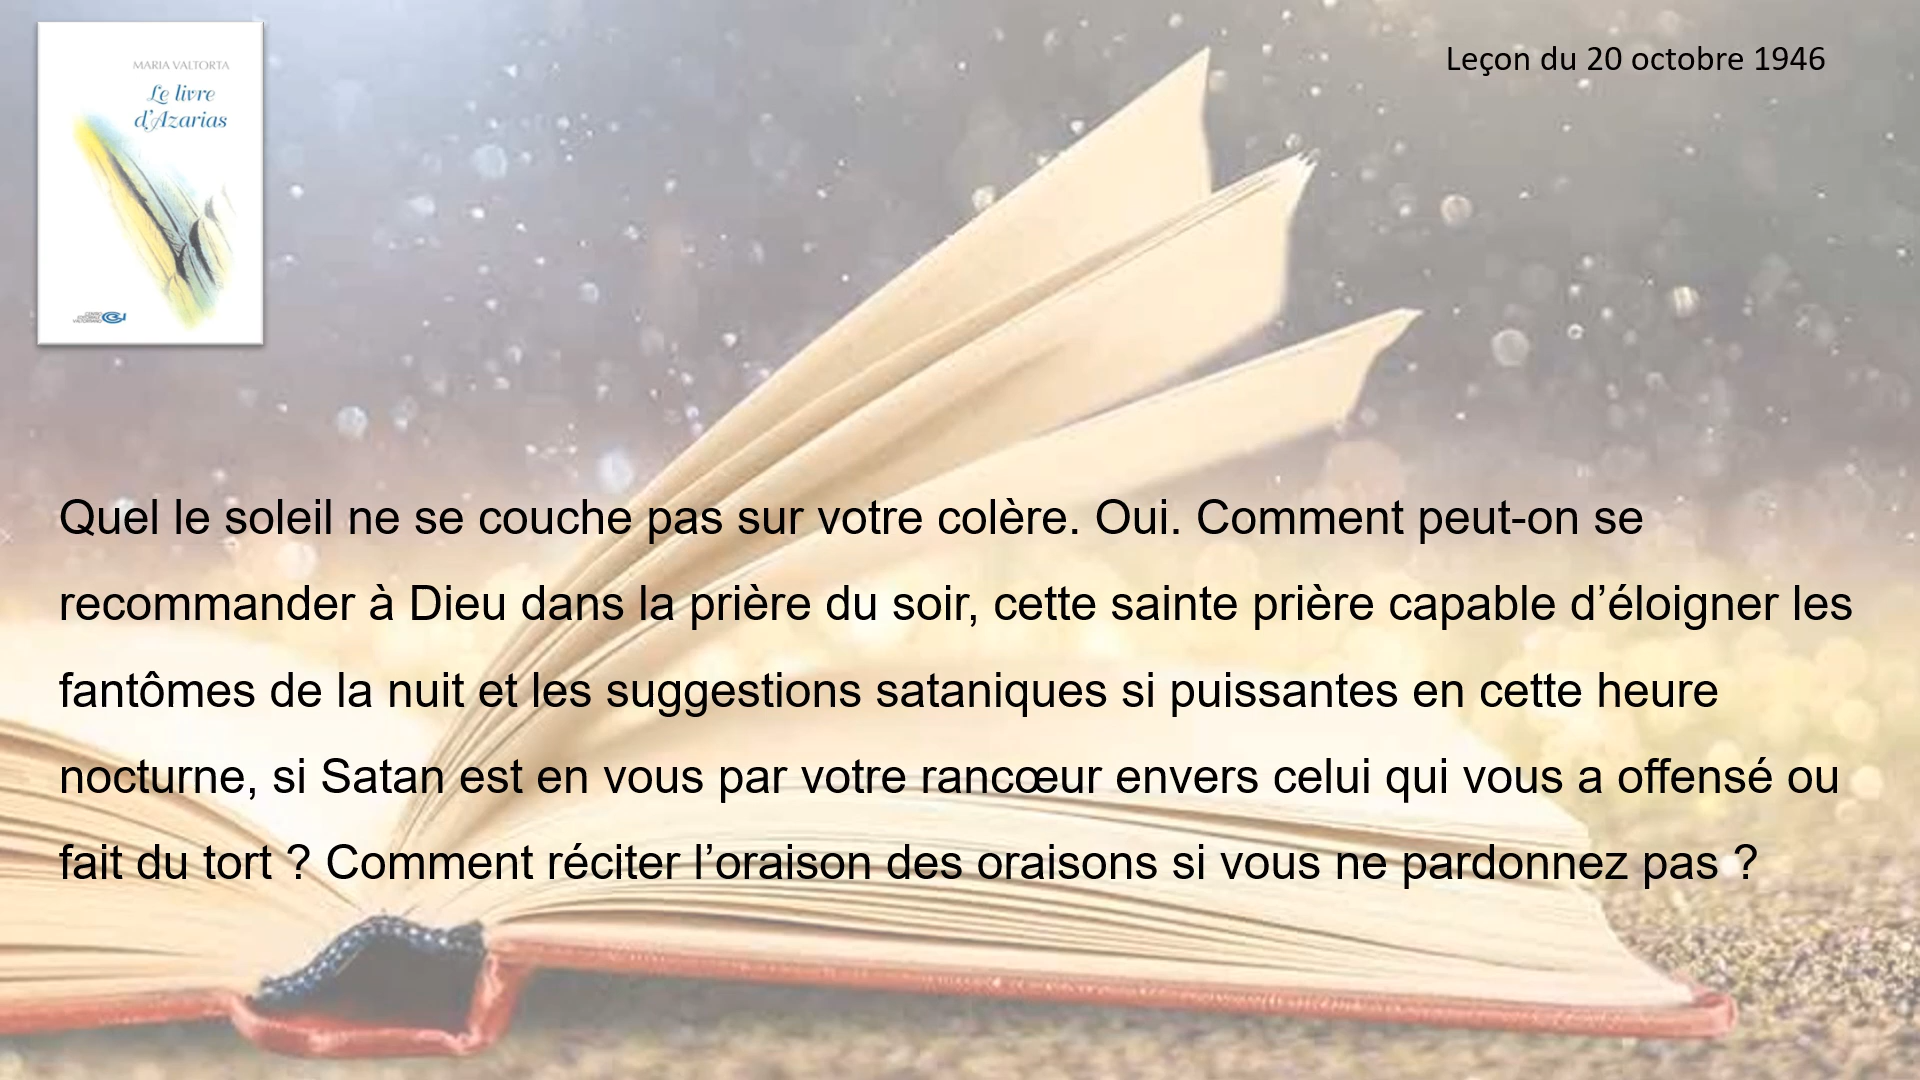 MARIA VALTORTA
Le livre
d'Azarias
CENTRO
EDITORIALE
VALTORTIANO
Leçon du 20 octobre 1946
Quel le soleil ne se couche pas sur votre colère. Oui. Comment peut-on se
recommander à Dieu dans la prière du soir, cette sainte prière capable d’éloigner les
fantômes de la nuit et les suggestions sataniques si puissantes en cette heure
nocturne, si Satan est en vous par votre rancœur envers celui qui vous a offensé ou
fait du tort ? Comment réciter l’oraison des oraisons si vous ne pardonnez pas ?